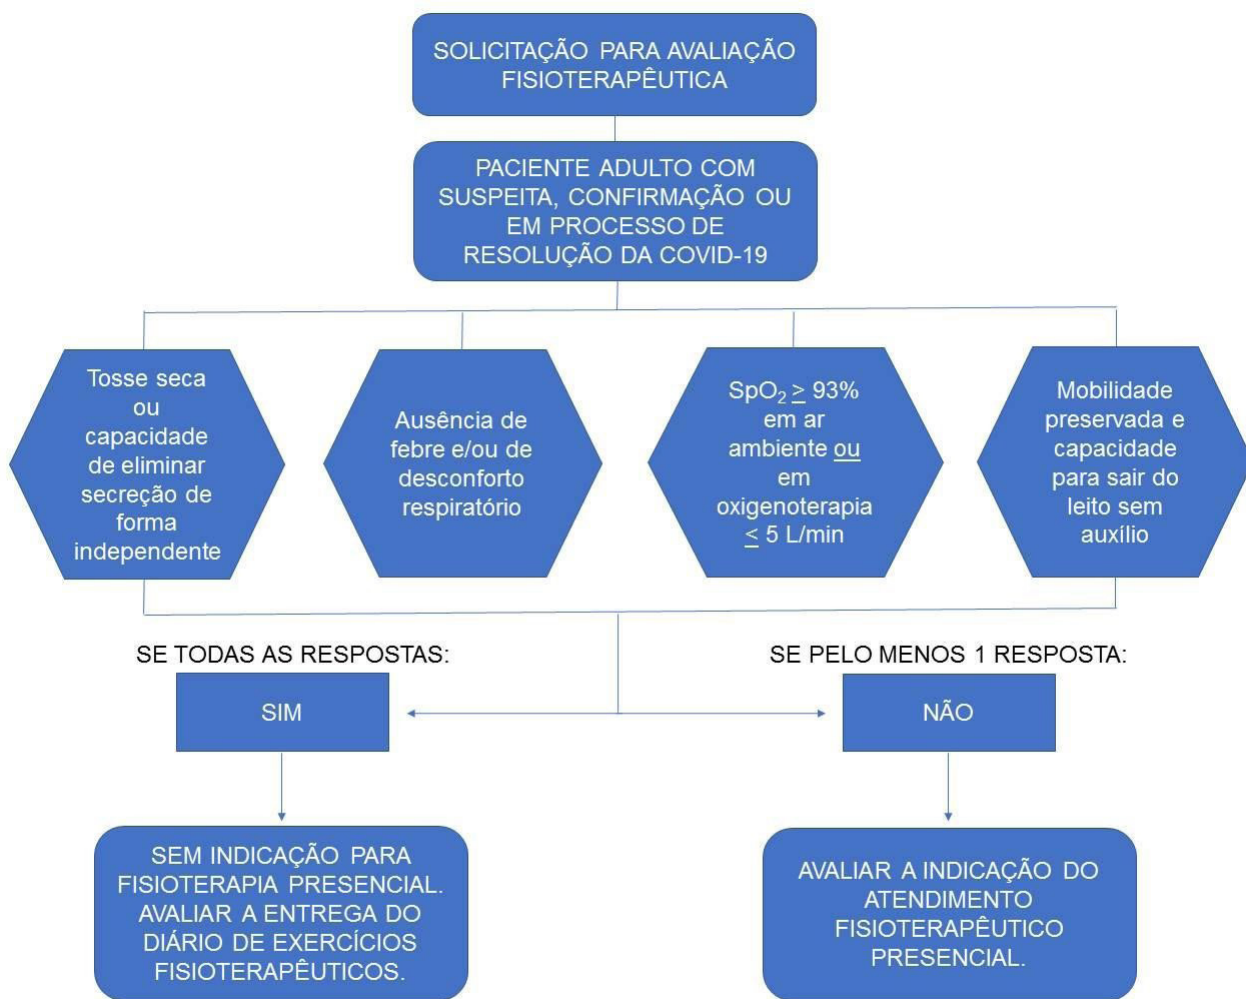 SOLICITAÇÃO PARA AVALIAÇÃO
FISIOTERAPÊUTICA
PACIENTE ADULTO COM
SUSPEITA, CONFIRMAÇÃO OU
EM PROCESSO DE
RESOLUÇÃO DA COVID-19
Tosse seca
ou
capacidade
de eliminar
secreção de
forma
independente
Ausência de
febre e/ou de
desconforto
respiratório
SpO₂ ≥ 93%
em ar
ambiente ou
em
oxigenoterapia
≤ 5 L/min
Mobilidade
preservada e
capacidade
para sair do
leito sem
auxílio
SE TODAS AS RESPOSTAS:
SE PELO MENOS 1 RESPOSTA:
SIM
NÃO
SEM INDICAÇÃO PARA
FISIOTERAPIA PRESENCIAL.
AVALIAR A ENTREGA DO
DIÁRIO DE EXERCÍCIOS
FISIOTERAPÊUTICOS.
AVALIAR A INDICAÇÃO DO
ATENDIMENTO
FISIOTERAPÊUTICO
PRESENCIAL.